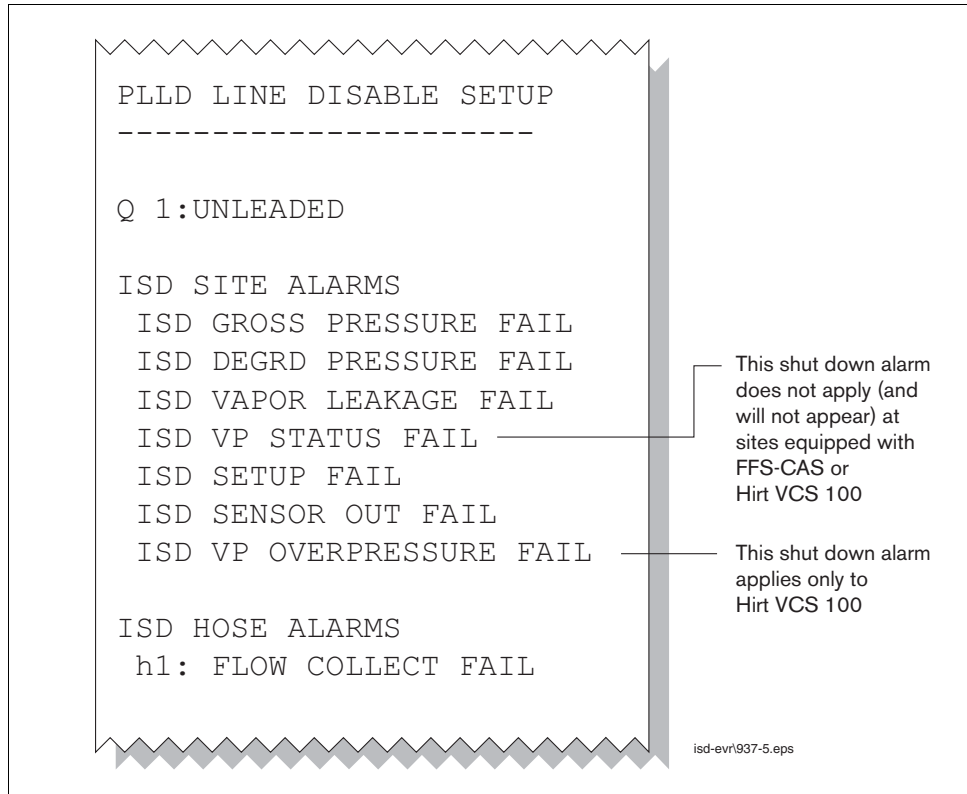 PLLD LINE DISABLE SETUP
----------------------
Q 1:UNLEADED
ISD SITE ALARMS
ISD GROSS PRESSURE FAIL
ISD DEGRD PRESSURE FAIL
ISD VAPOR LEAKAGE FAIL
ISD VP STATUS FAIL
ISD SETUP FAIL
ISD SENSOR OUT FAIL
ISD VP OVERPRESSURE FAIL
ISD HOSE ALARMS
h1: FLOW COLLECT FAIL
This shut down alarm
does not apply (and
will not appear) at
sites equipped with
FFS-CAS or
Hirt VCS 100
This shut down alarm
applies only to
Hirt VCS 100
isd-evr\937-5.eps